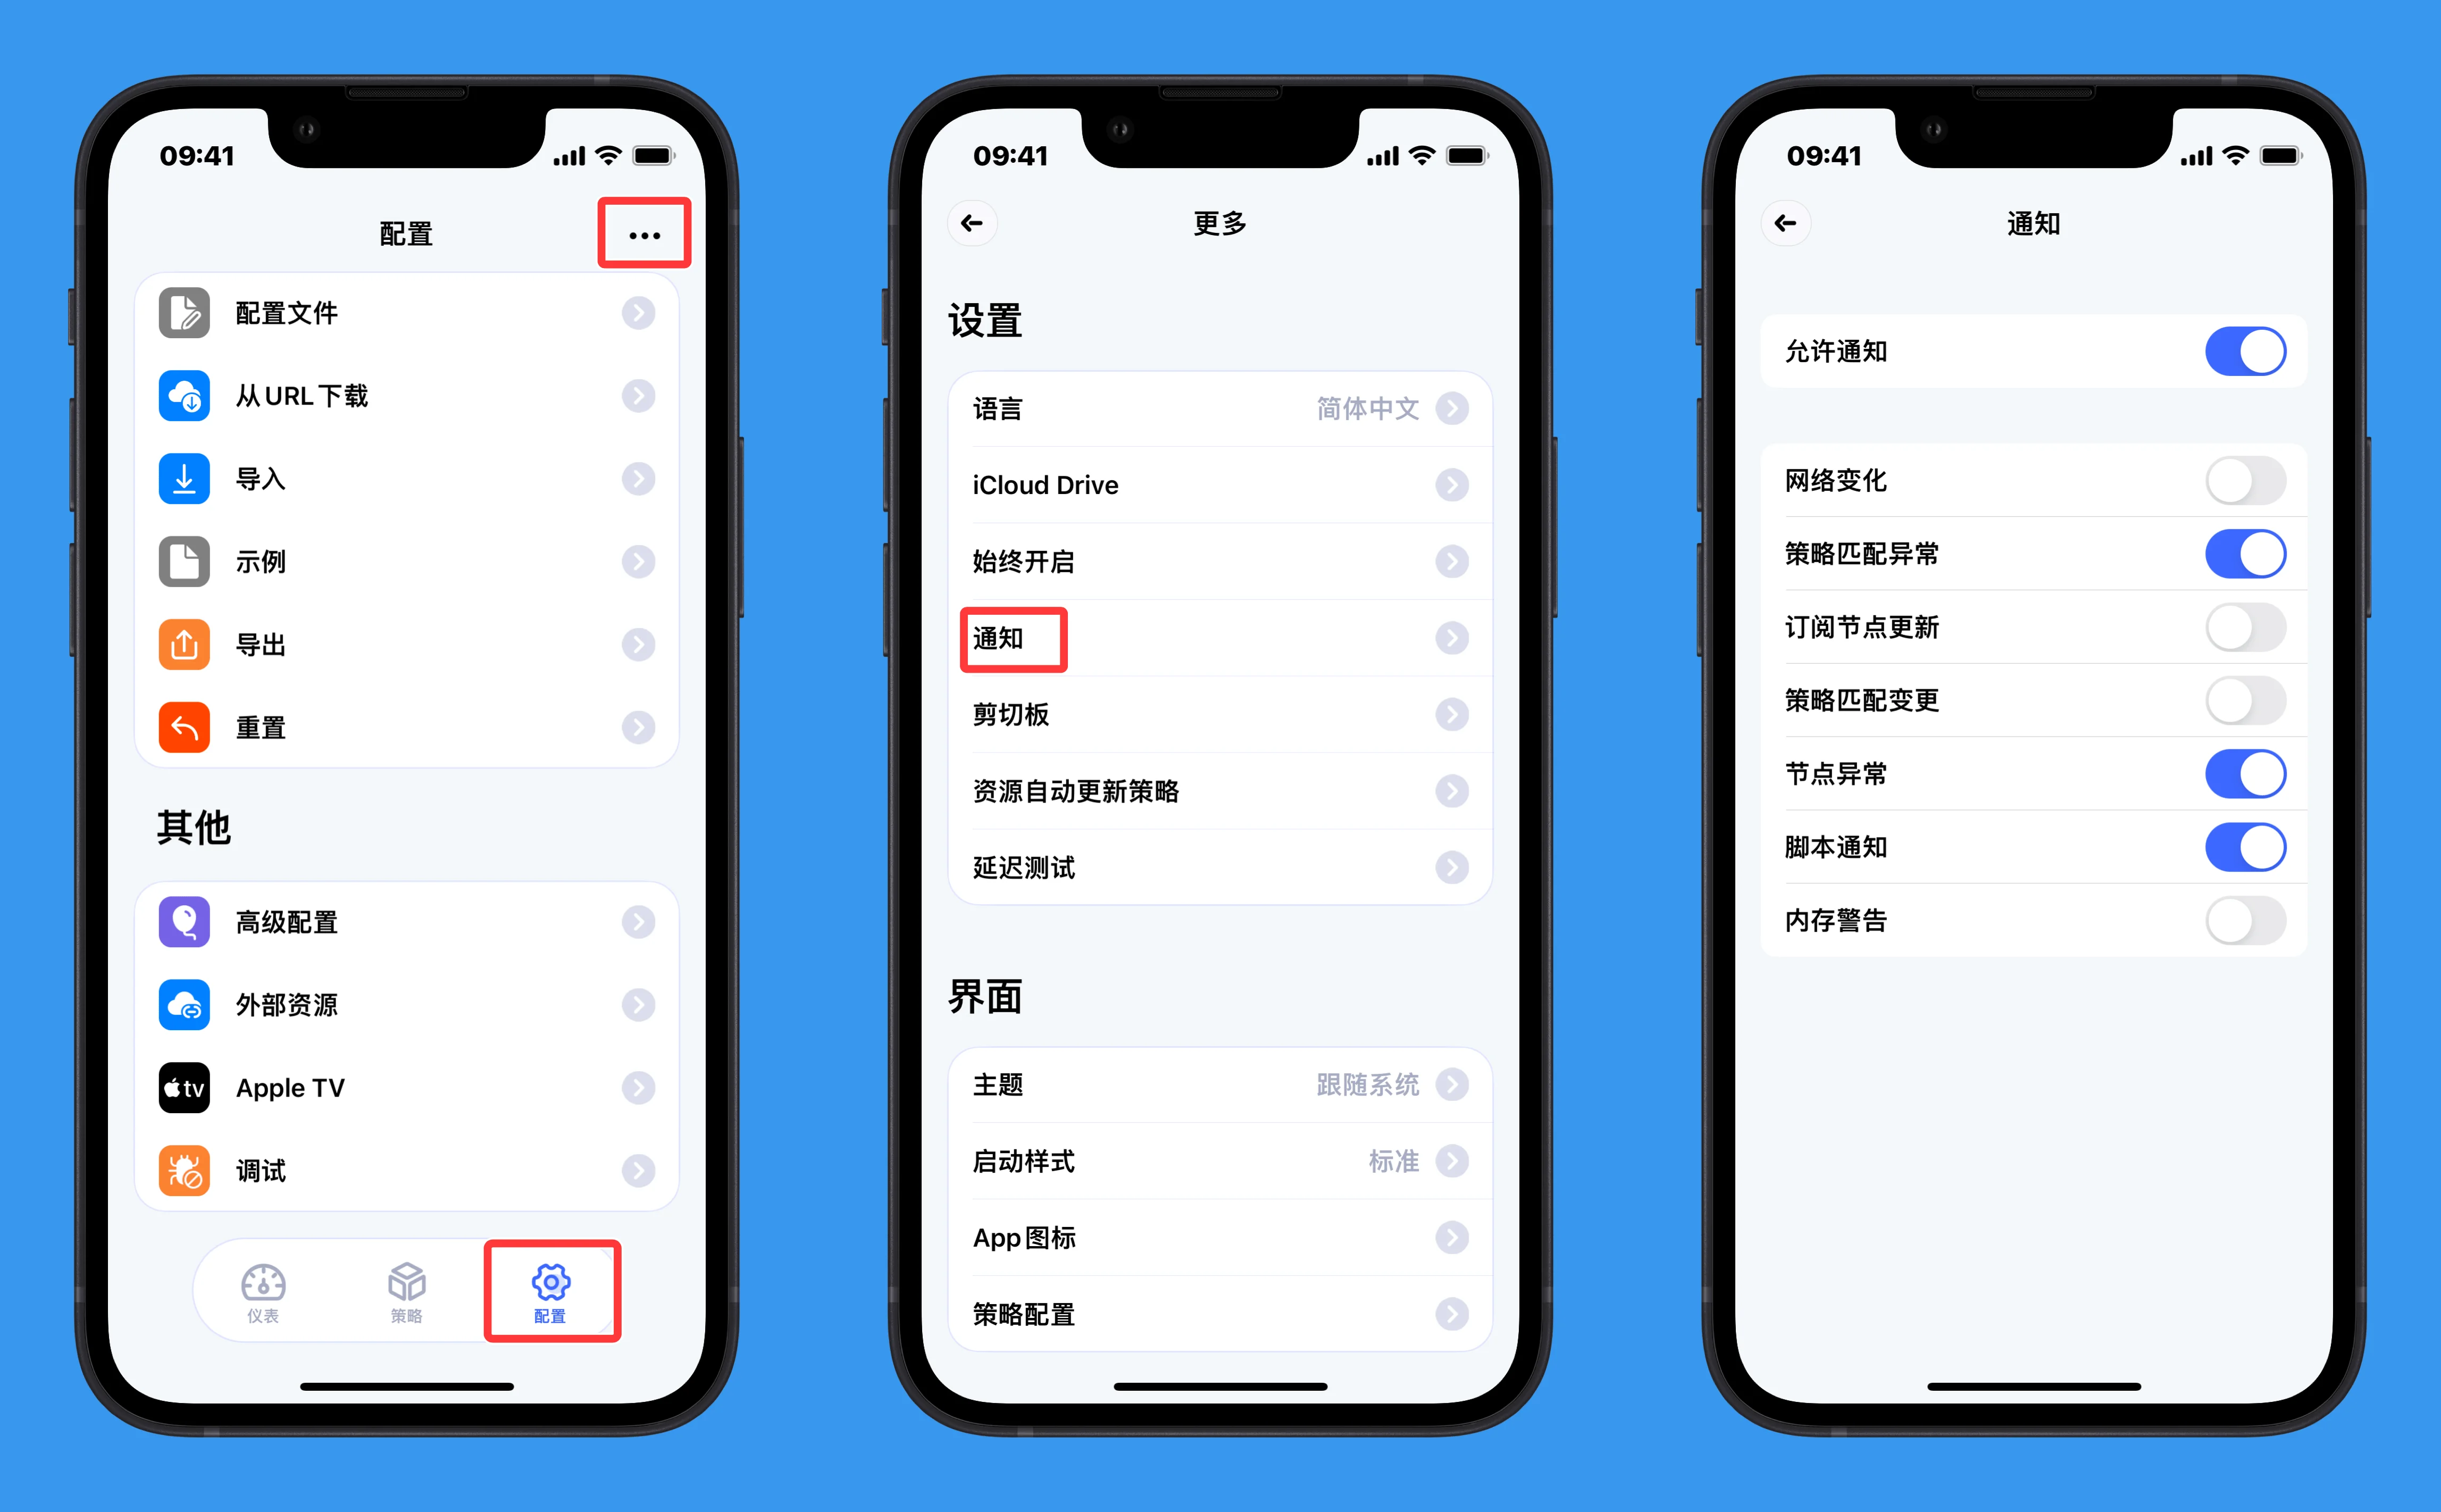 09:41
配置
配置文件
从URL下载
导入
示例
导出
重置
其他
高级配置
外部资源
tv Apple TV
调试
仪表 策略 配置
09:41
更多
设置
语言 简体中文
iCloud Drive
始终开启
通知
剪切板
资源自动更新策略
延迟测试
界面
主题 跟随系统
启动样式 标准
App图标
策略配置
09:41
通知
允许通知
网络变化
策略匹配异常
订阅节点更新
策略匹配变更
节点异常
脚本通知
内存警告